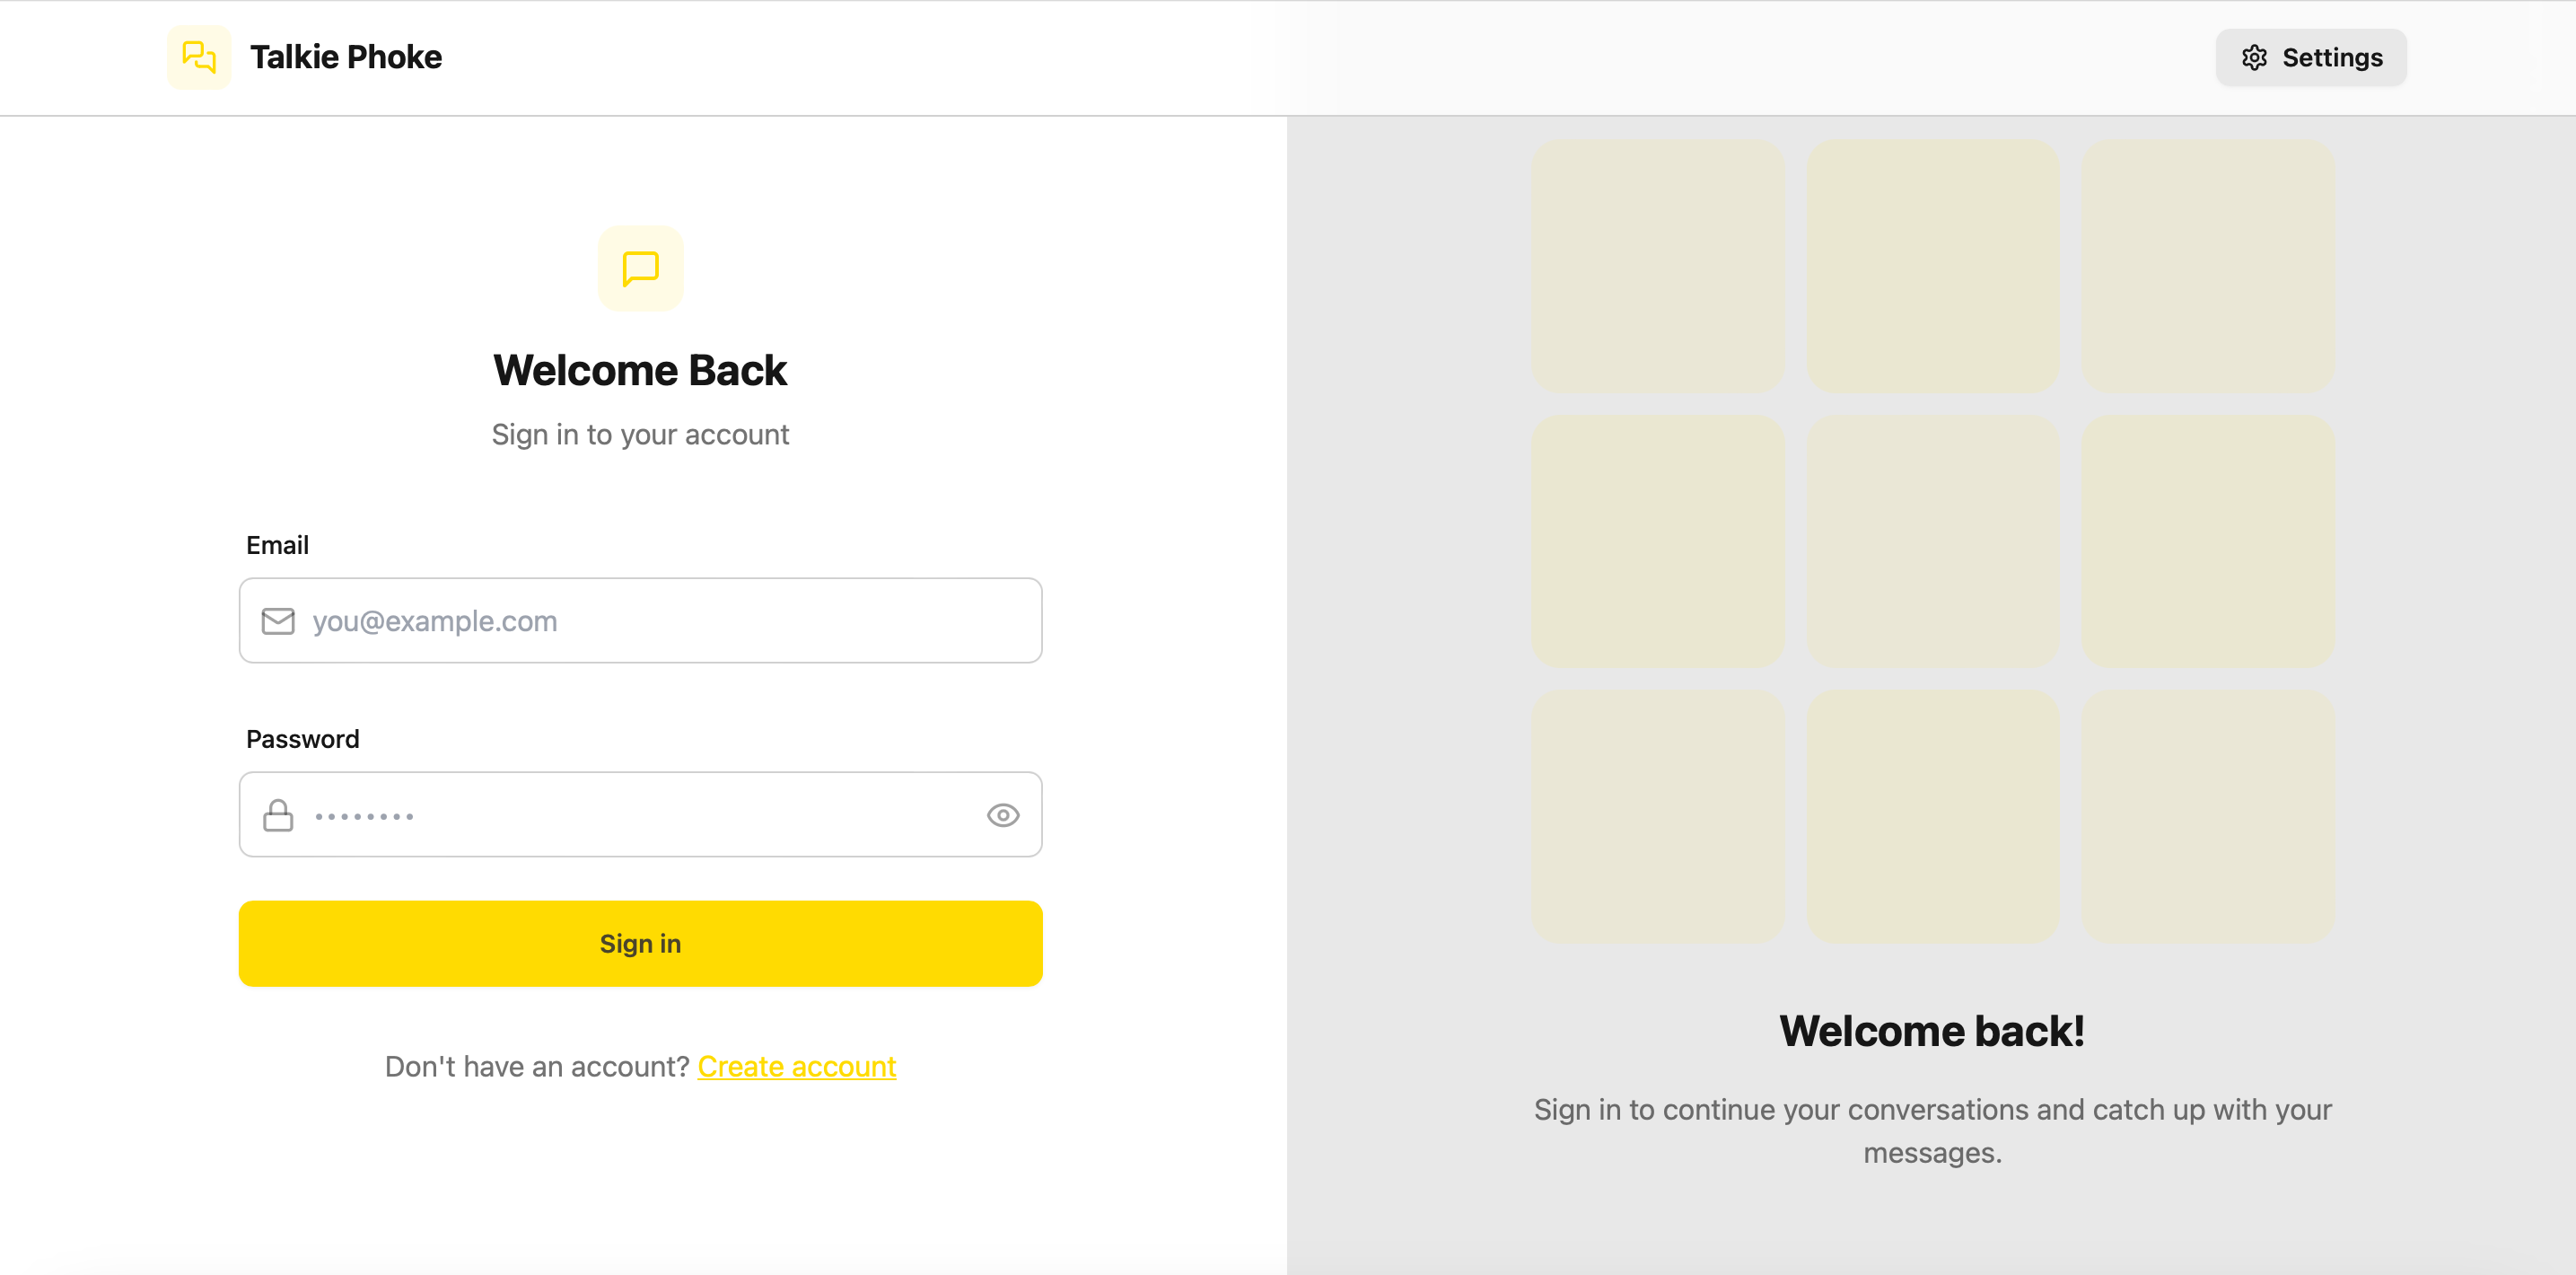 Talkie Phoke
Settings
Welcome Back
Sign in to your account
Email
you@example.com
Password
••••••••
Sign in
Don't have an account? Create account
Welcome back!
Sign in to continue your conversations and catch up with your
messages.